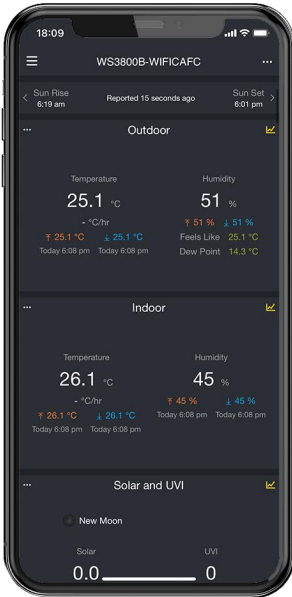 18:09
WS3800B-WIFICAFC
Sun Rise
6:19 am
Reported 15 seconds ago
Sun Set
6:01 pm
Outdoor
Temperature
Humidity
25.1 °C
51 %
- °C/hr
25.1 °C 25.1 °C
51 % 51 %
Today 6:08 pm Today 6:08 pm
Feels Like 25.1 °C
Dew Point 14.3 °C
Indoor
Temperature
Humidity
26.1 °C
45 %
- °C/hr
26.1 °C 26.1 °C
45 % 45 %
Today 6:08 pm Today 6:08 pm
Today 6:08 pm Today 6:08 pm
Solar and UVI
New Moon
Solar
UVI
0.0
0